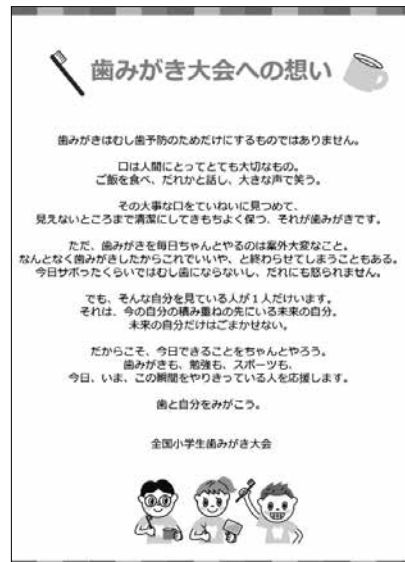 歯みがき大会への想い
歯みがきはむし歯予防のためだけにするものではありません。
口は人間にとってとても大切なもの。
ご飯を食べ、だれかと話し、大きな声で笑う。
その大事な口をていねいに見つめて、
見えないところまで清潔にしてきもちよく保つ、それが歯みがきです。
ただ、歯みがきを毎日ちゃんとやるのは案外大変なこと。
なんとなく歯みがきしたからこれでいいや、と終わらせてしまうこともある。
今日サボったくらいではむし歯にならないし、だれにも怒られません。
でも、そんな自分を見ている人が1人だけいます。
それは、今の自分の積み重ねの先にいる未来の自分。
未来の自分だけはごまかせない。
だからこそ、今日できることをちゃんとやろう。
歯みがきも、勉強も、スポーツも、
今日、いま、この瞬間をやりきっている人を応援します。
歯と自分をみがこう。
全国小学生歯みがき大会